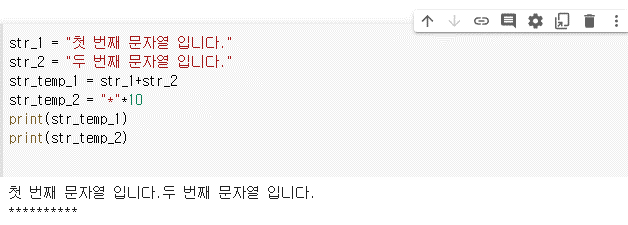 str_1 = "첫 번째 문자열 입니다."
str_2 = "두 번째 문자열 입니다."
str_temp_1 = str_1+str_2
str_temp_2 = "*"*10
print(str_temp_1)
print(str_temp_2)
첫 번째 문자열 입니다.두 번째 문자열 입니다.
**********